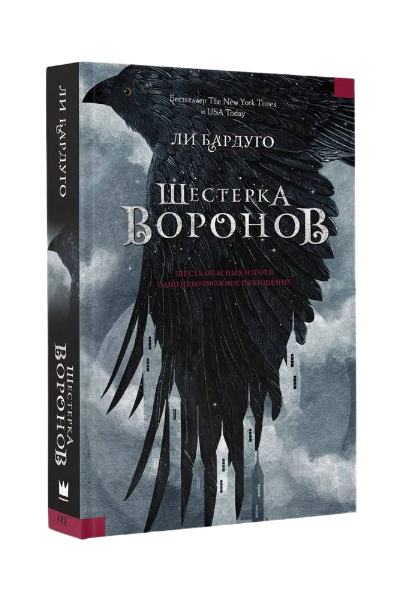 Бестселлер The New York Times
и USA Today
ЛИ БАРДУГО
ШЕСТЕРКА
ВОРОНОВ
ШЕСТЬ ОПАСНЫХ ИЗГОЕВ
ОДНО НЕВОЗМОЖНОЕ ПОХИЩЕНИЕ
ЛИ БАРДУГО
ШЕСТЕРКА
ВОРОНОВ